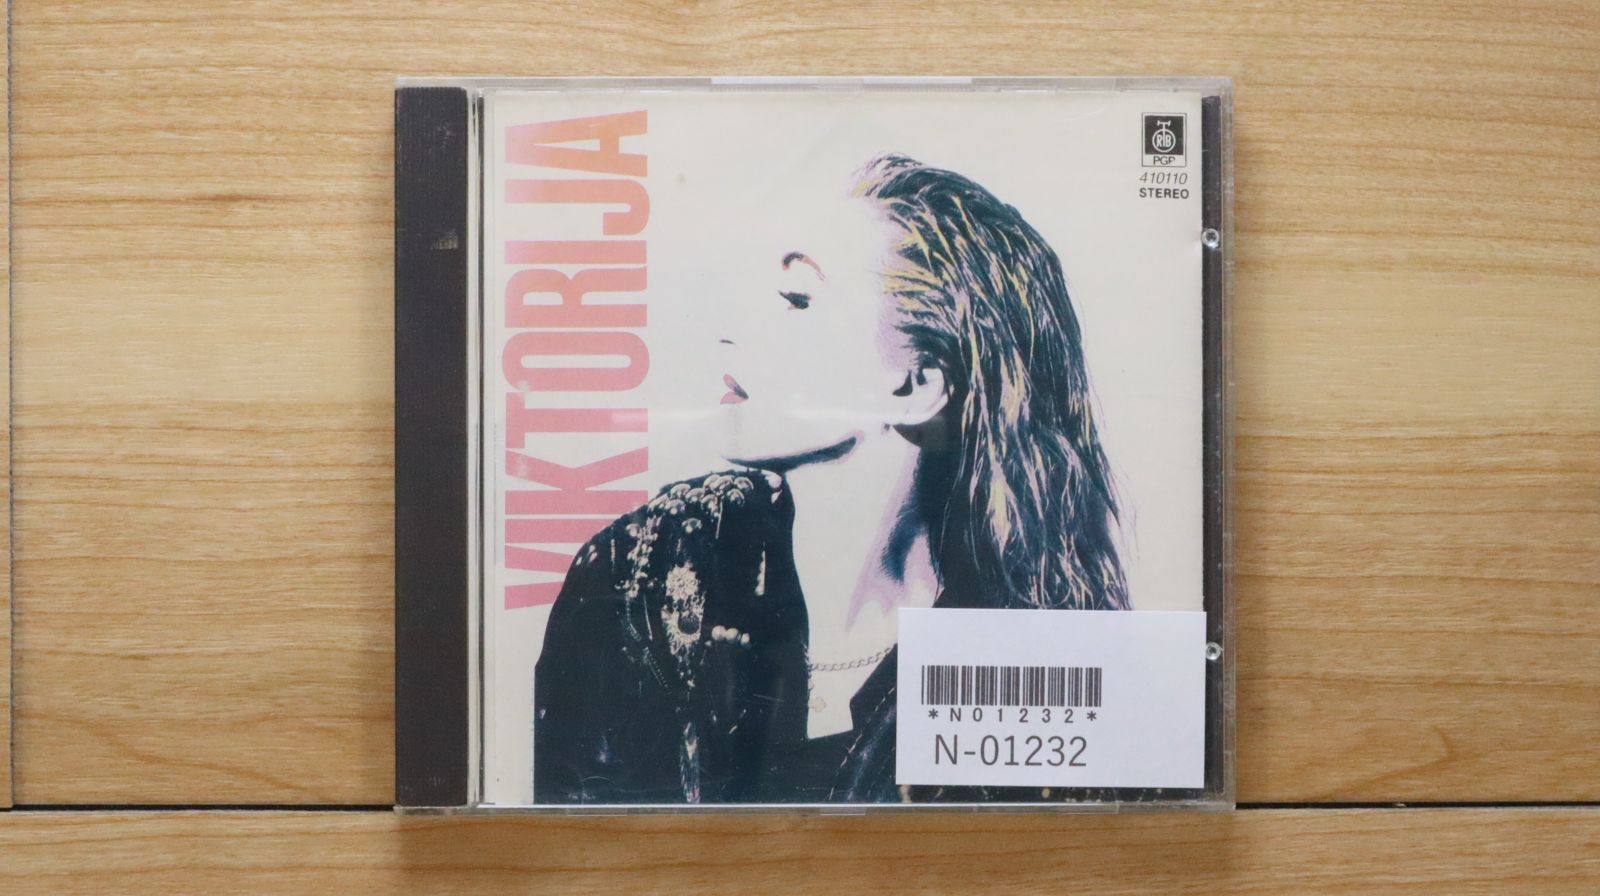 VIKTORIJA
RTB
PGP
410110
STEREO
*N01232*
N-01232